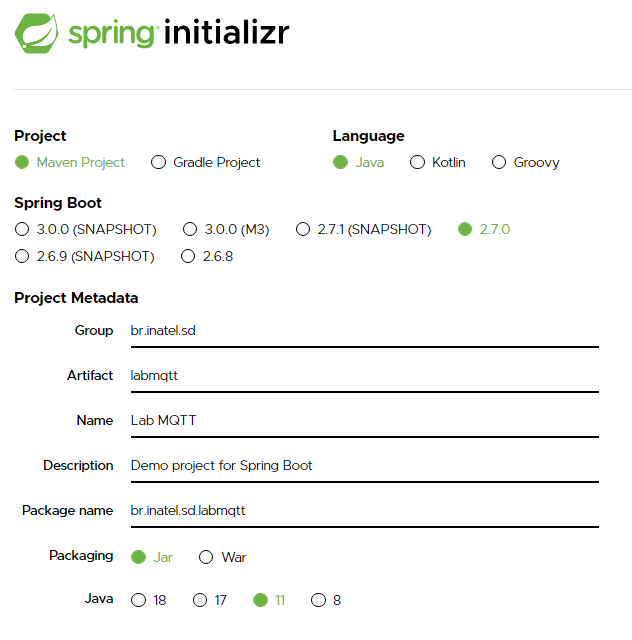 spring initializr
Project
Maven Project Gradle Project
Language
Java Kotlin Groovy
Spring Boot
3.0.0 (SNAPSHOT) 3.0.0 (M3) 2.7.1 (SNAPSHOT) 2.7.0
2.6.9 (SNAPSHOT) 2.6.8
Project Metadata
Group br.inatel.sd
Artifact labmqtt
Name Lab MQTT
Description Demo project for Spring Boot
Package name br.inatel.sd.labmqtt
Packaging Jar War
Java 18 17 11 8